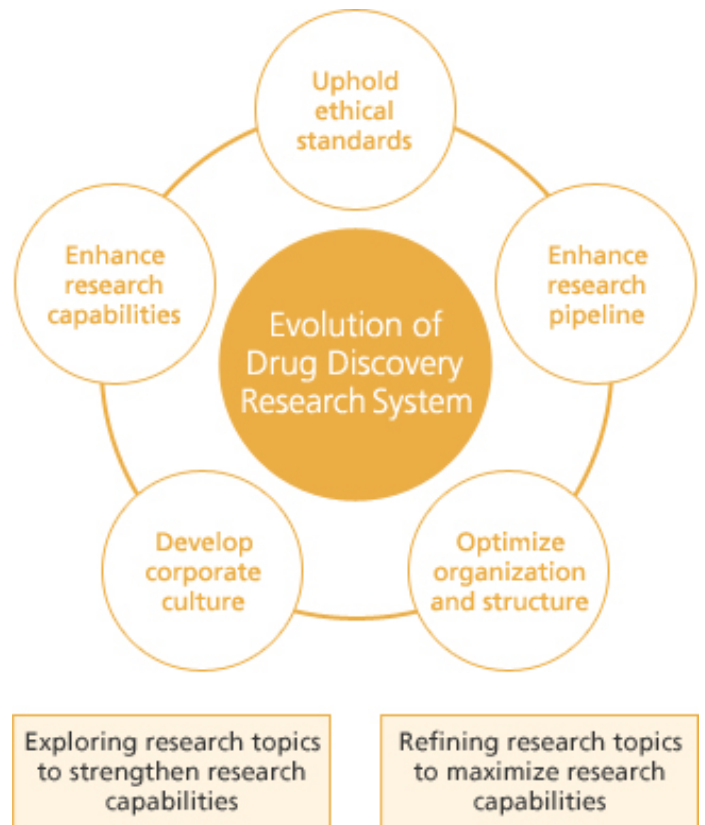 Uphold
ethical
standards
Enhance
research
capabilities
Enhance
research
pipeline
Evolution of
Drug Discovery
Research System
Develop
corporate
culture
Optimize
organization
and structure
Exploring research topics
to strengthen research
capabilities
Refining research topics
to maximize research
capabilities